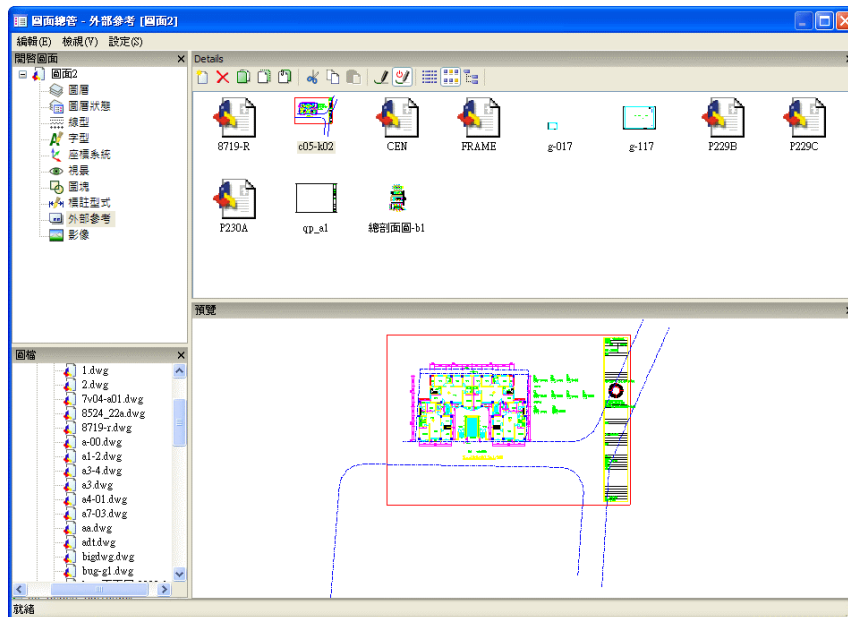 圖面總管 - 外部參考 [圖面2]
編輯(E) 檢視(V) 設定(S)
開啓圖面
圖面2
圖層
圖層狀態
線型
字型
座標系統
視景
圖塊
標註型式
外部參考
影像
圖檔
1.dwg
2.dwg
7v04-a01.dwg
8524_22a.dwg
8719-r.dwg
a-00.dwg
a1-2.dwg
a3-4.dwg
a3.dwg
a4-01.dwg
a7-03.dwg
aa.dwg
adt.dwg
bigdwg.dwg
bug-g1.dwg
Details
8719-R
c05-k02
CEN
FRAME
g-017
g-117
P229B
P229C
P230A
qp_a1
總剖面圖-b1
預覽
就緒